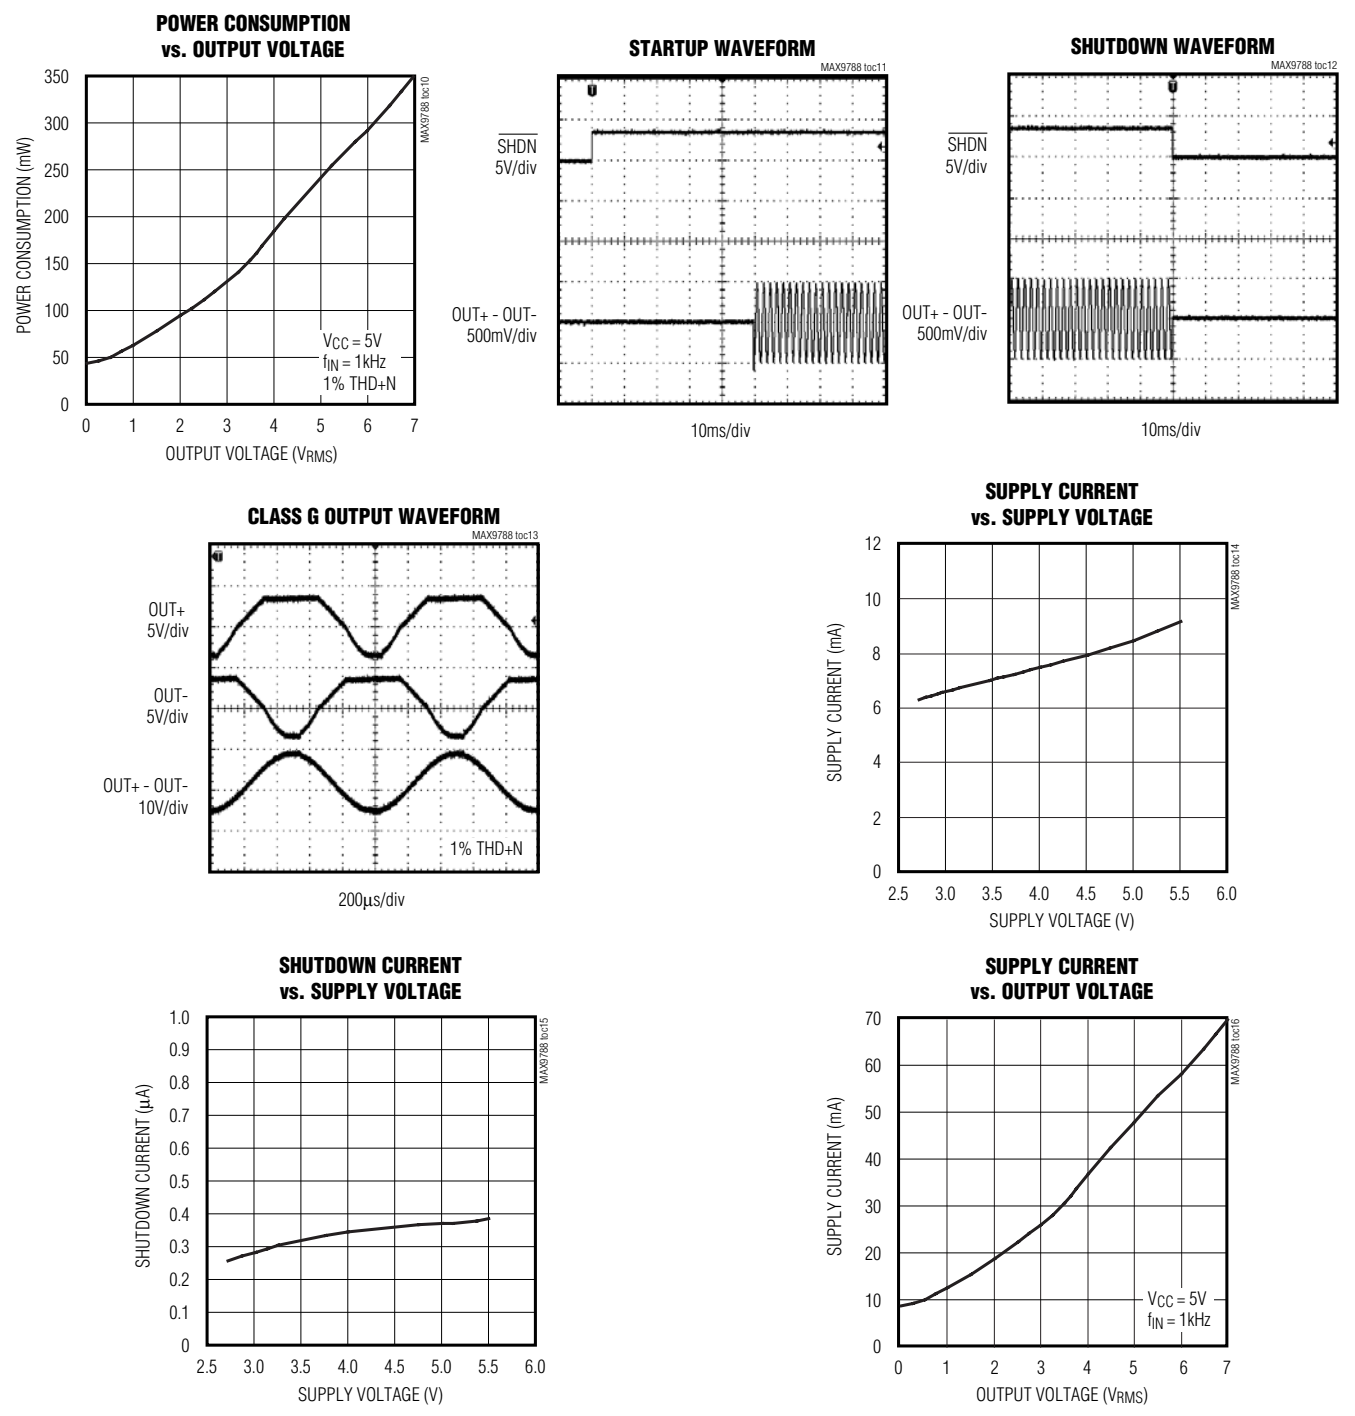 POWER CONSUMPTION
vs. OUTPUT VOLTAGE
MAX9788 toc10
POWER CONSUMPTION (mW)
350
300
250
200
150
100
50
0
VCC = 5V
fIN = 1kHz
1% THD+N
0 1 2 3 4 5 6 7
OUTPUT VOLTAGE (VRMS)
STARTUP WAVEFORM
MAX9788 toc11
T
SHDN
5V/div
OUT+ - OUT-
500mV/div
10ms/div
SHUTDOWN WAVEFORM
MAX9788 toc12
T
SHDN
5V/div
OUT+ - OUT-
500mV/div
10ms/div
CLASS G OUTPUT WAVEFORM
MAX9788 toc13
T
OUT+
5V/div
OUT-
5V/div
OUT+ - OUT-
10V/div
1% THD+N
200µs/div
SUPPLY CURRENT
vs. SUPPLY VOLTAGE
MAX9788 toc14
SUPPLY CURRENT (mA)
12
10
8
6
4
2
0
2.5 3.0 3.5 4.0 4.5 5.0 5.5 6.0
SUPPLY VOLTAGE (V)
SHUTDOWN CURRENT
vs. SUPPLY VOLTAGE
MAX9788 toc15
SHUTDOWN CURRENT (µA)
1.0
0.9
0.8
0.7
0.6
0.5
0.4
0.3
0.2
0.1
0
2.5 3.0 3.5 4.0 4.5 5.0 5.5 6.0
SUPPLY VOLTAGE (V)
SUPPLY CURRENT
vs. OUTPUT VOLTAGE
MAX9788 toc16
SUPPLY CURRENT (mA)
70
60
50
40
30
20
10
0
VCC = 5V
fIN = 1kHz
0 1 2 3 4 5 6 7
OUTPUT VOLTAGE (VRMS)